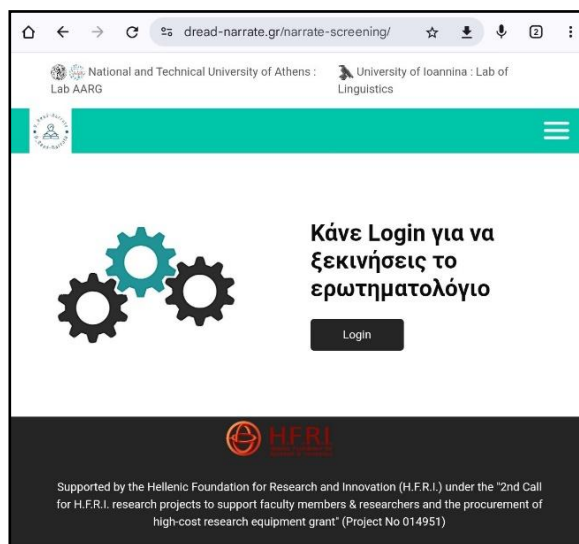 dread-narrate.gr/narrate-screening/
2
National and Technical University of Athens :
Lab AARG
University of Ioannina : Lab of
Linguistics
Κάνε Login για να
ξεκινήσεις το
ερωτηματολόγιο
Login
H.F.R.I.
Supported by the Hellenic Foundation for Research and Innovation (H.F.R.I.) under the "2nd Call
for H.F.R.I. research projects to support faculty members & researchers and the procurement of
high-cost research equipment grant" (Project No 014951)